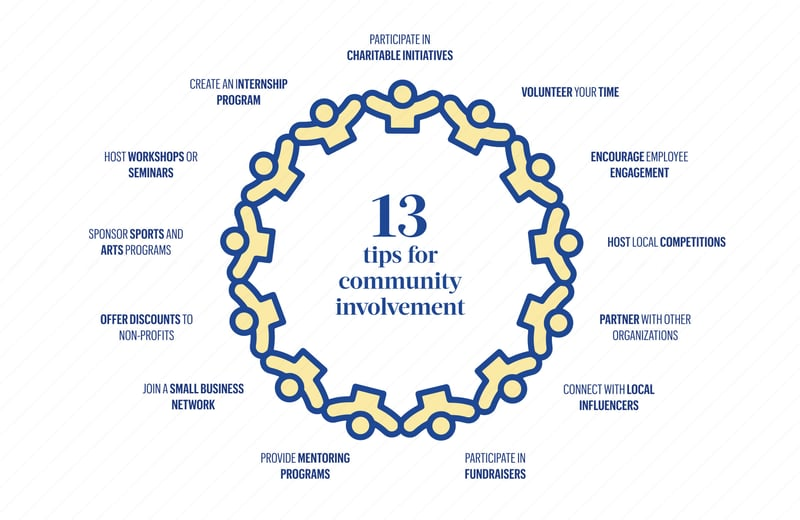 PARTICIPATE IN
CHARITABLE INITIATIVES
VOLUNTEER YOUR TIME
ENCOURAGE EMPLOYEE
ENGAGEMENT
HOST LOCAL COMPETITIONS
PARTNER WITH OTHER
ORGANIZATIONS
CONNECT WITH LOCAL
INFLUENCERS
PARTICIPATE IN
FUNDRAISERS
PROVIDE MENTORING
PROGRAMS
JOIN A SMALL BUSINESS
NETWORK
OFFER DISCOUNTS TO
NON-PROFITS
SPONSOR SPORTS AND
ARTS PROGRAMS
HOST WORKSHOPS OR
SEMINARS
CREATE AN INTERNSHIP
PROGRAM
13
tips for
community
involvement